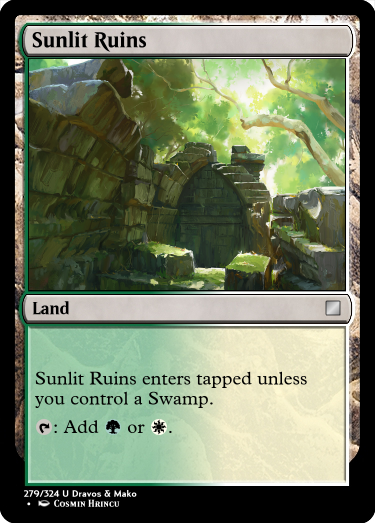 Sunlit Ruins
Land
Sunlit Ruins enters tapped unless
you control a Swamp.
: Add or .
279/324 U Dravos & Mako
• Cosmin Hrincu